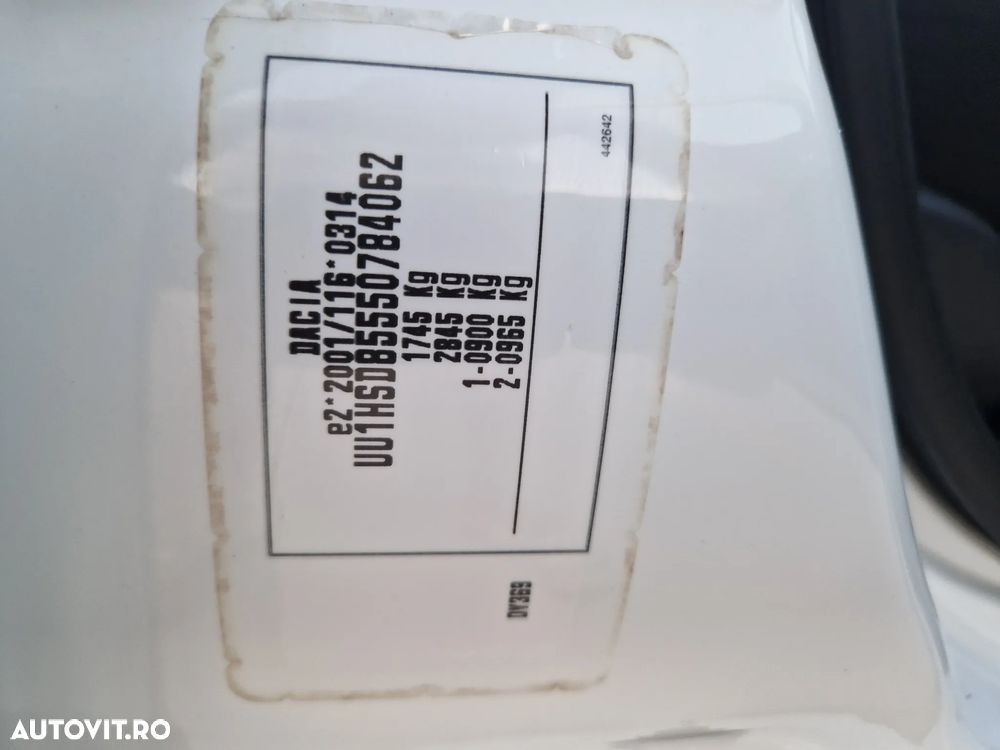 DACIA
e2*2001/116*0314
UU1HSDB5550784062
1745 Kg
2845 Kg
1-0900 Kg
2-0965 Kg
442642
DV369
AUTOVIT.RO